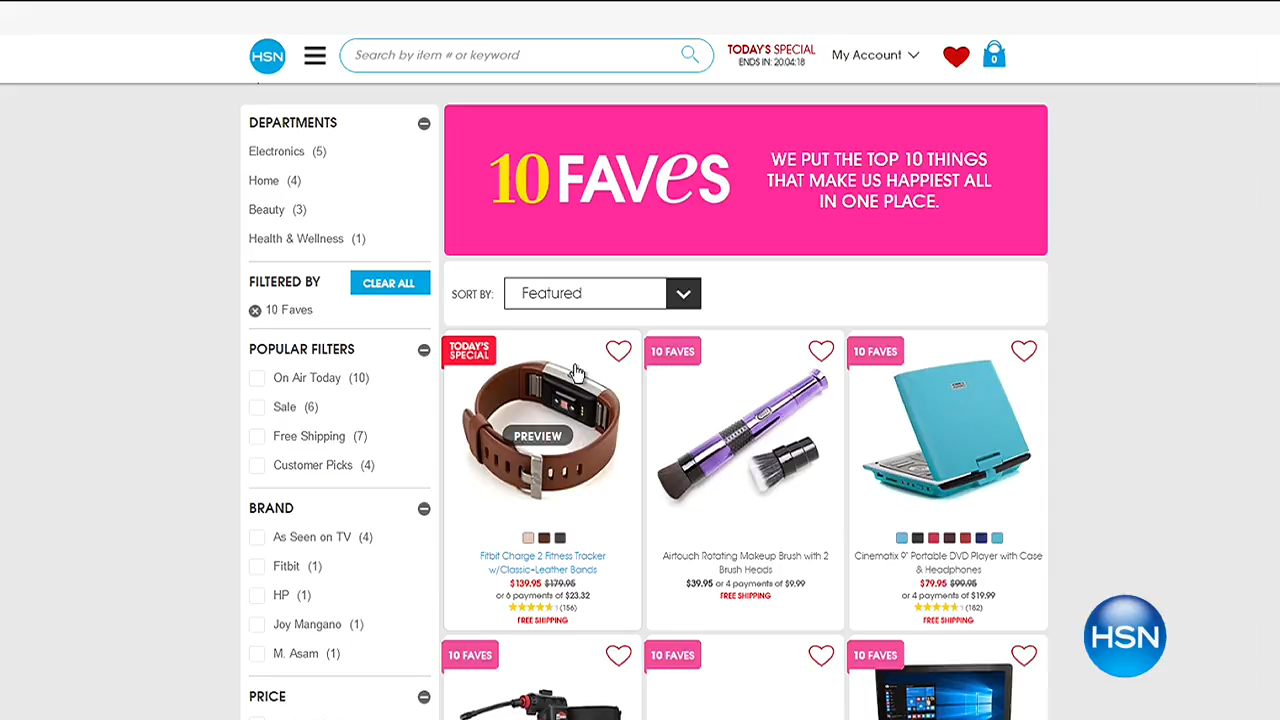 HSN
Search by item # or keyword
TODAY'S SPECIAL
ENDS IN: 20:04:18
My Account
0
DEPARTMENTS
Electronics (5)
Home (4)
Beauty (3)
Health & Wellness (1)
FILTERED BY
CLEAR ALL
10 Faves
POPULAR FILTERS
On Air Today (10)
Sale (6)
Free Shipping (7)
Customer Picks (4)
BRAND
As Seen on TV (4)
Fitbit (1)
HP (1)
Joy Mangano (1)
M. Asam (1)
PRICE
10 FAVeS
WE PUT THE TOP 10 THINGS
THAT MAKE US HAPPIEST ALL
IN ONE PLACE.
SORT BY:
Featured
TODAY'S
SPECIAL
PREVIEW
Fitbit Charge 2 Fitness Tracker
w/Classic+Leather Bands
$139.95 $179.95
or 6 payments of $23.32
(156)
FREE SHIPPING
10 FAVES
Airtouch Rotating Makeup Brush with 2
Brush Heads
$39.95 or 4 payments of $9.99
FREE SHIPPING
10 FAVES
Cinematix 9" Portable DVD Player with Case
& Headphones
$79.95 $99.95
or 4 payments of $19.99
(182)
FREE SHIPPING
10 FAVES
10 FAVES
10 FAVES
HSN